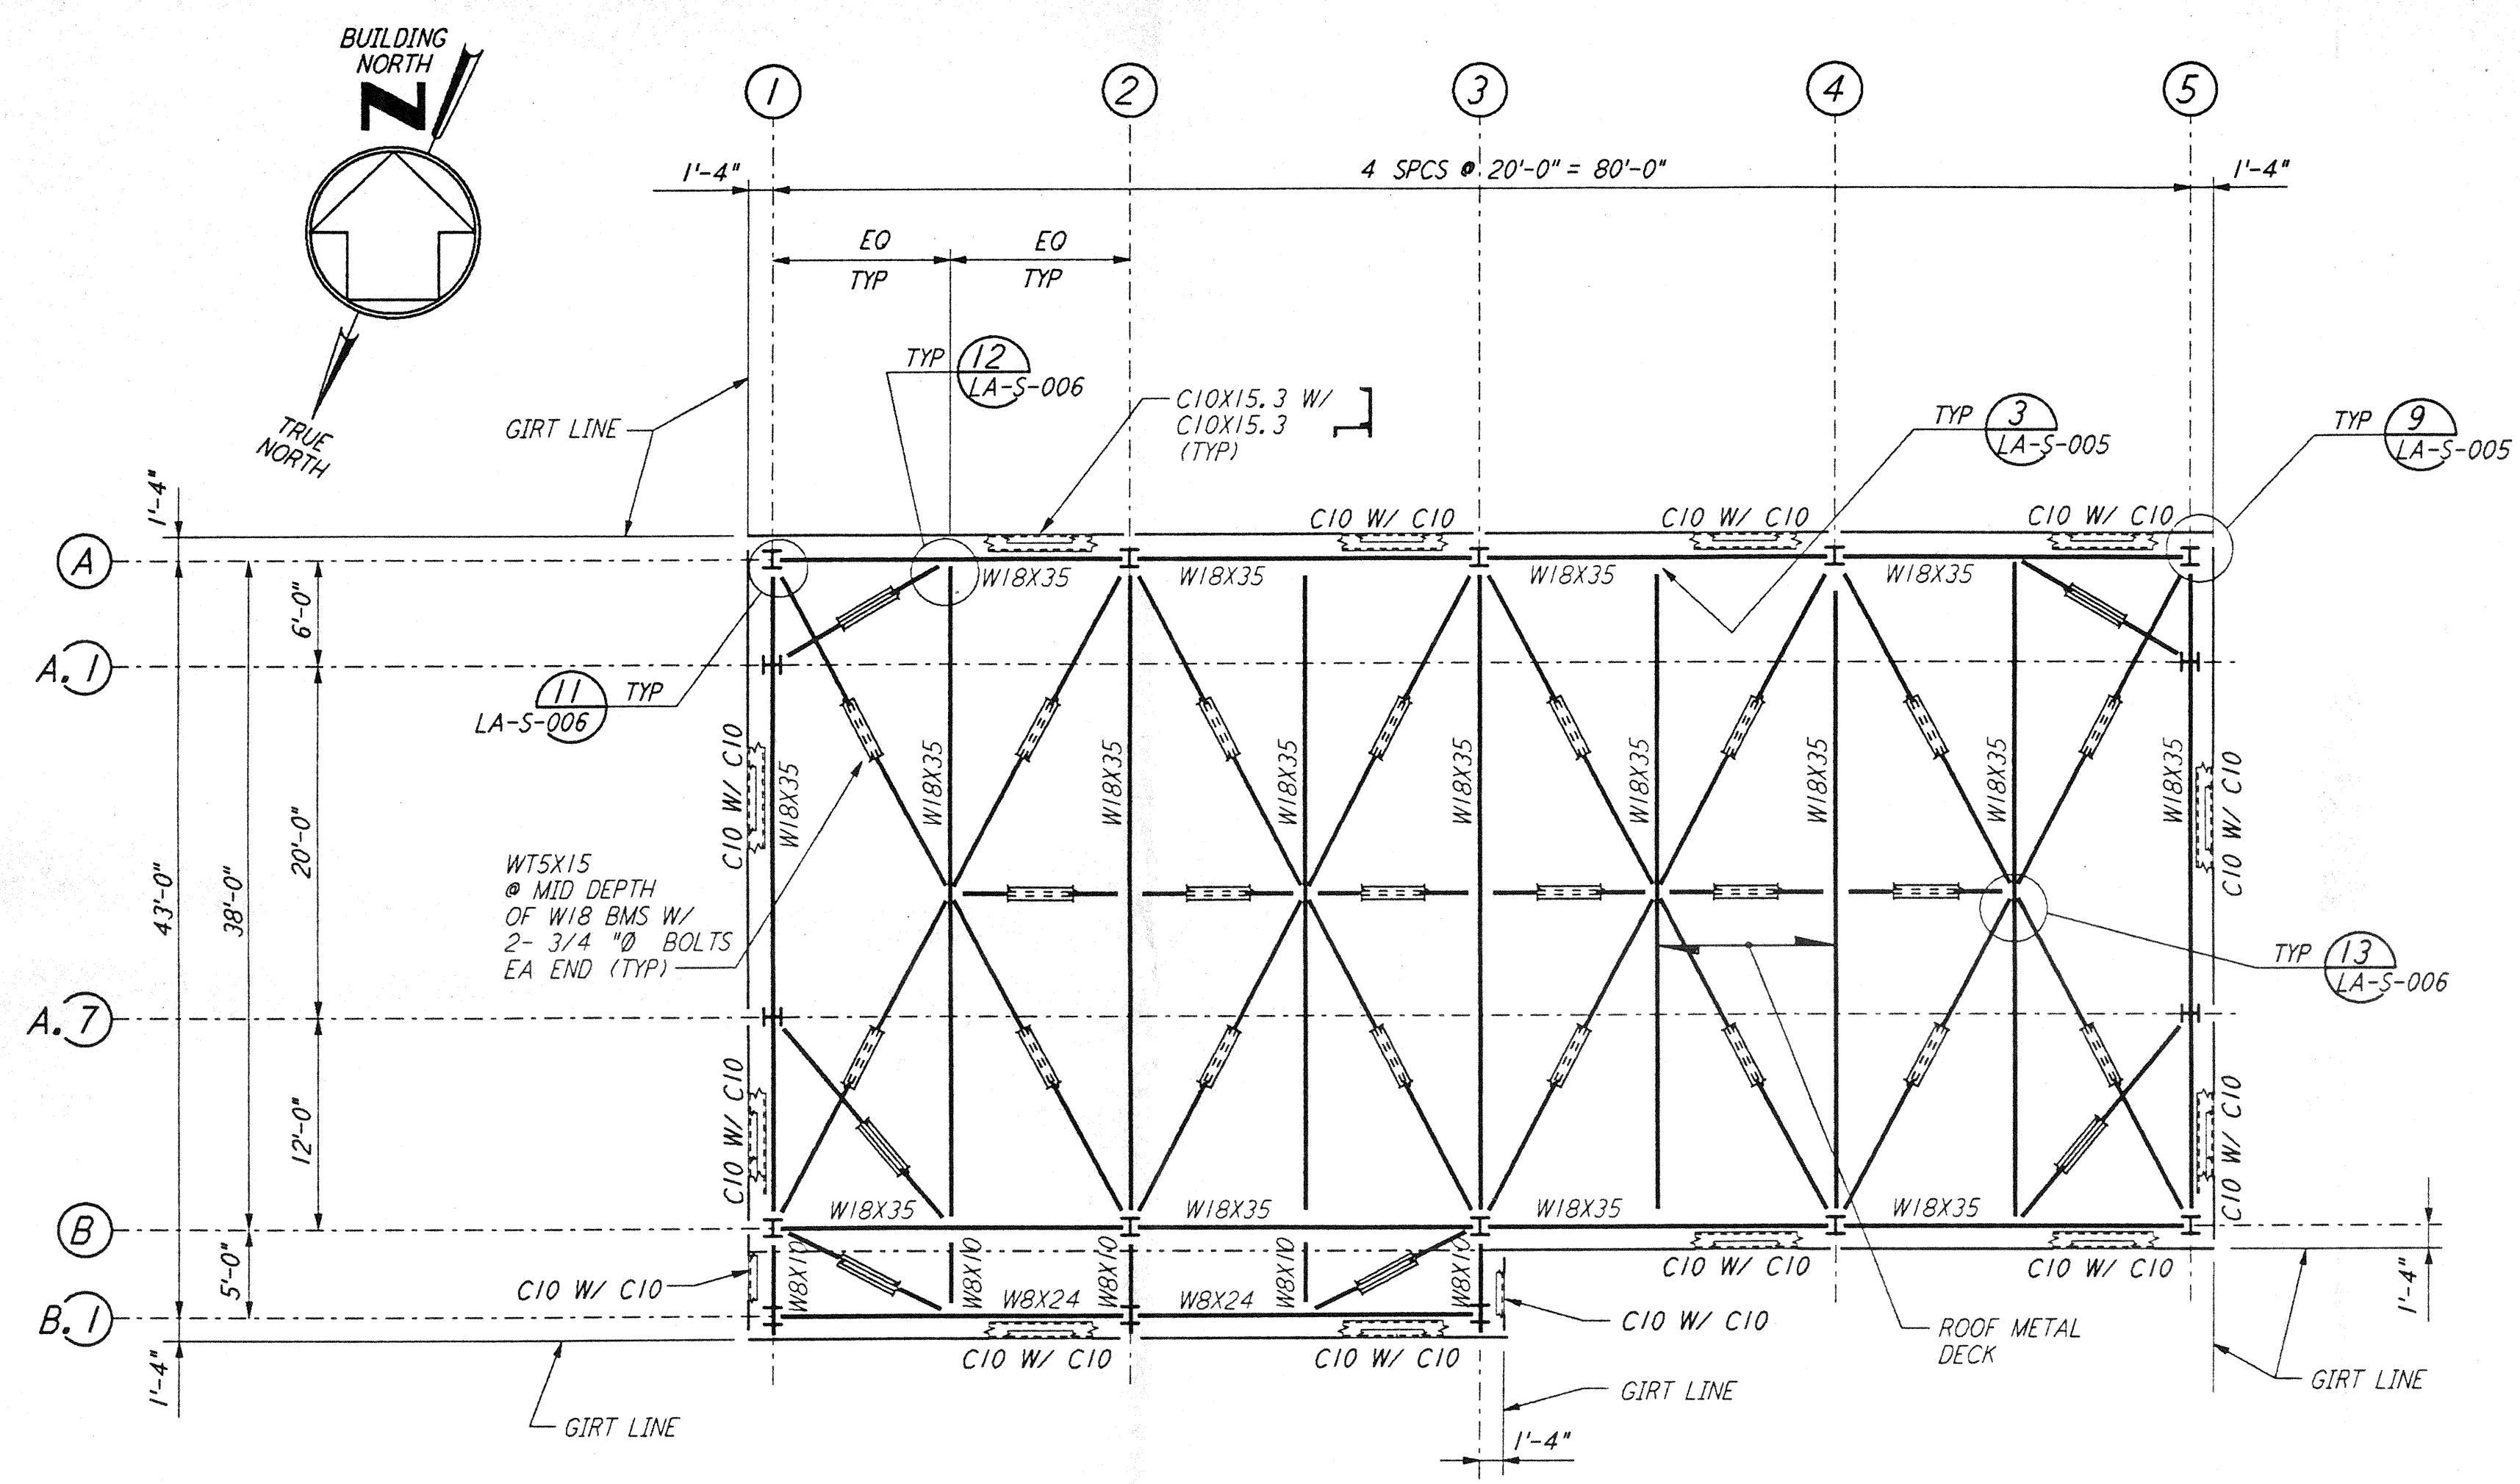 BUILDING
NORTH
N
TRUE
NORTH
1
2
3
4
5
1'-4"
4 SPCS @ 20'-0" = 80'-0"
1'-4"
EQ
EQ
TYP
TYP
TYP
12
LA-S-006
C10X15.3 W/
C10X15.3
(TYP)
TYP
3
LA-S-005
TYP
9
LA-S-005
GIRT LINE
1'-4"
A
6'-0"
C10 W/ C10
C10 W/ C10
C10 W/ C10
W18X35
W18X35
W18X35
W18X35
A.1
11
TYP
LA-S-006
C10 W/ C10
W18X35
W18X35
W18X35
W18X35
W18X35
W18X35
W18X35
W18X35
W18X35
C10 W/ C10
43'-0"
38'-0"
20'-0"
WT5X15
@ MID DEPTH
OF W18 BMS W/
2- 3/4 "Ø BOLTS
EA END (TYP)
TYP
13
LA-S-006
A.7
12'-0"
C10 W/ C10
C10 W/ C10
B
W18X35
W18X35
W18X35
W18X35
5'-0"
C10 W/ C10
W8X10
W8X10
W8X10
W8X10
W8X10
W8X24
W8X24
C10 W/ C10
C10 W/ C10
1'-4"
B.1
C10 W/ C10
C10 W/ C10
C10 W/ C10
ROOF METAL
DECK
1'-4"
GIRT LINE
GIRT LINE
GIRT LINE
1'-4"